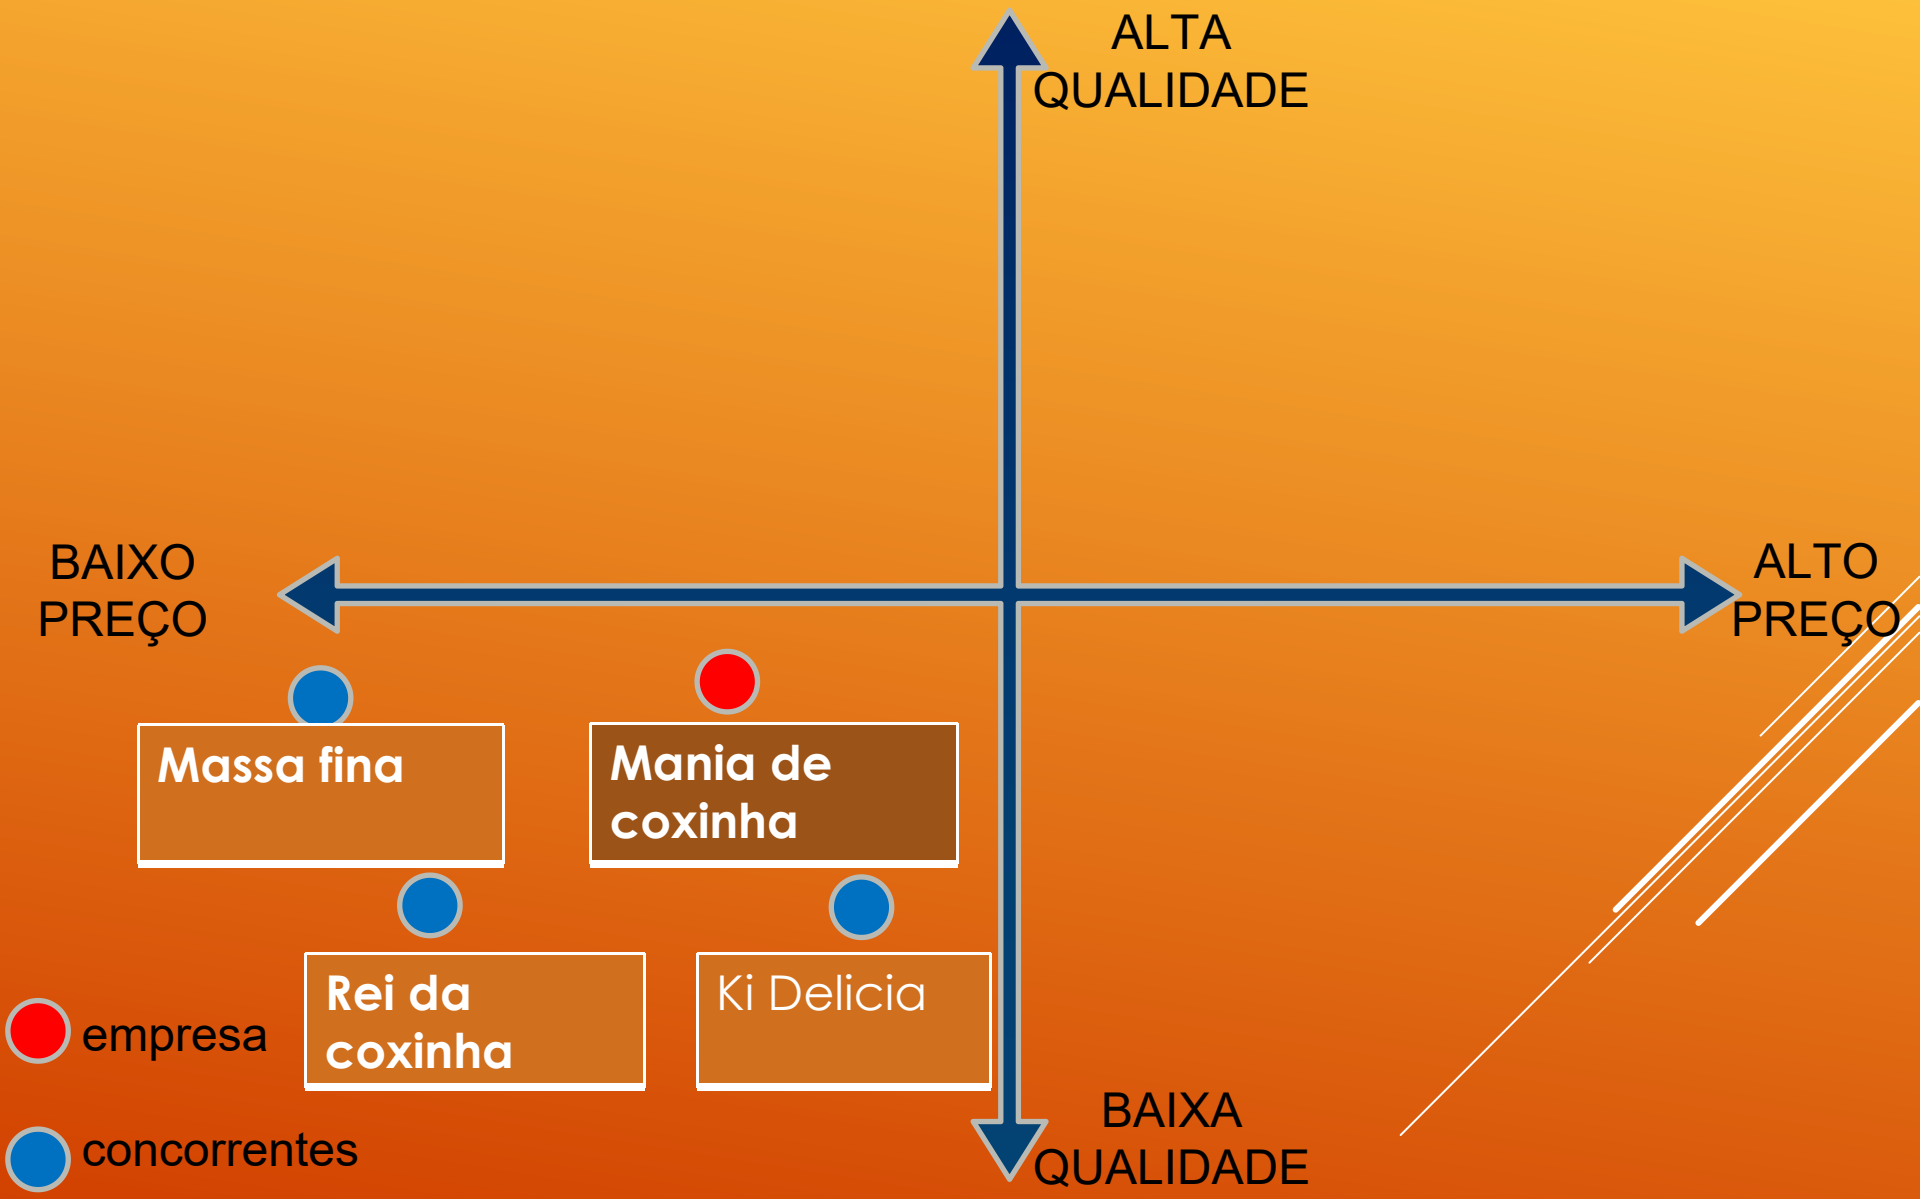 ALTA
QUALIDADE
BAIXO
PREÇO
ALTO
PREÇO
Massa fina
Mania de
coxinha
Rei da
coxinha
Ki Delicia
empresa
concorrentes
BAIXA
QUALIDADE